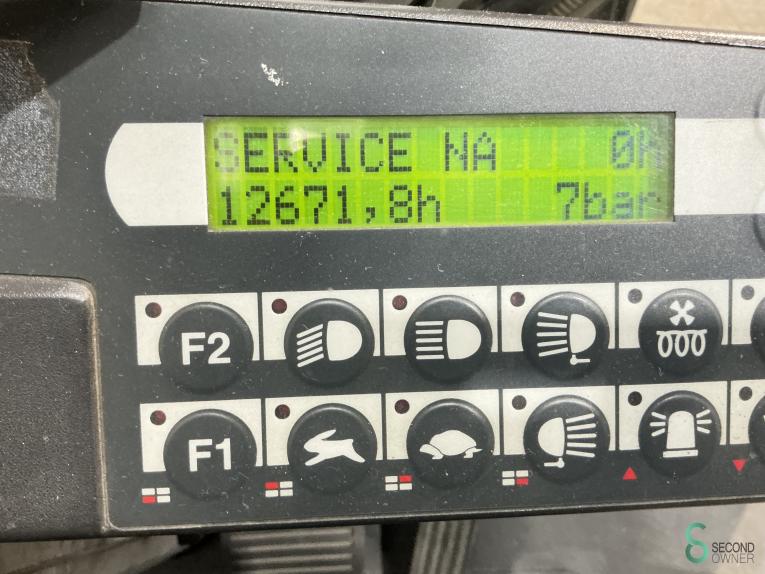 SERVICE NA 0h
12671,8h 7bar
F2
F1
SECOND
OWNER